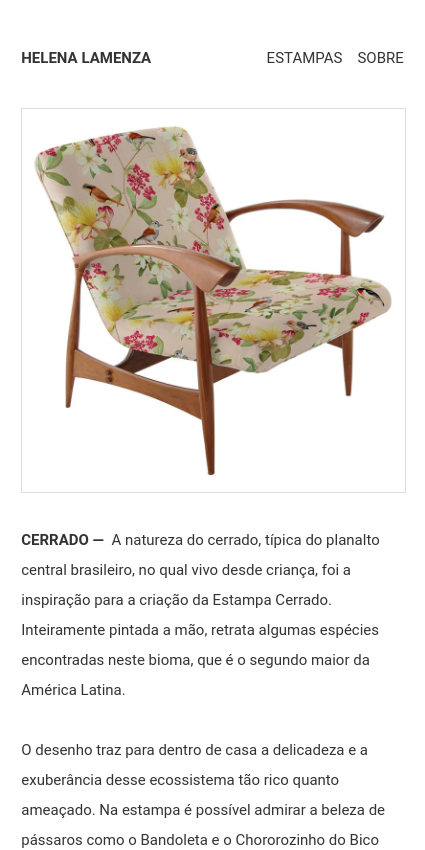 HELENA LAMENZA ESTAMPAS SOBRE
CERRADO — A natureza do cerrado, típica do planalto
central brasileiro, no qual vivo desde criança, foi a
inspiração para a criação da Estampa Cerrado.
Inteiramente pintada a mão, retrata algumas espécies
encontradas neste bioma, que é o segundo maior da
América Latina.
O desenho traz para dentro de casa a delicadeza e a
exuberância desse ecossistema tão rico quanto
ameaçado. Na estampa é possível admirar a beleza de
pássaros como o Bandoleta e o Chororozinho do Bico